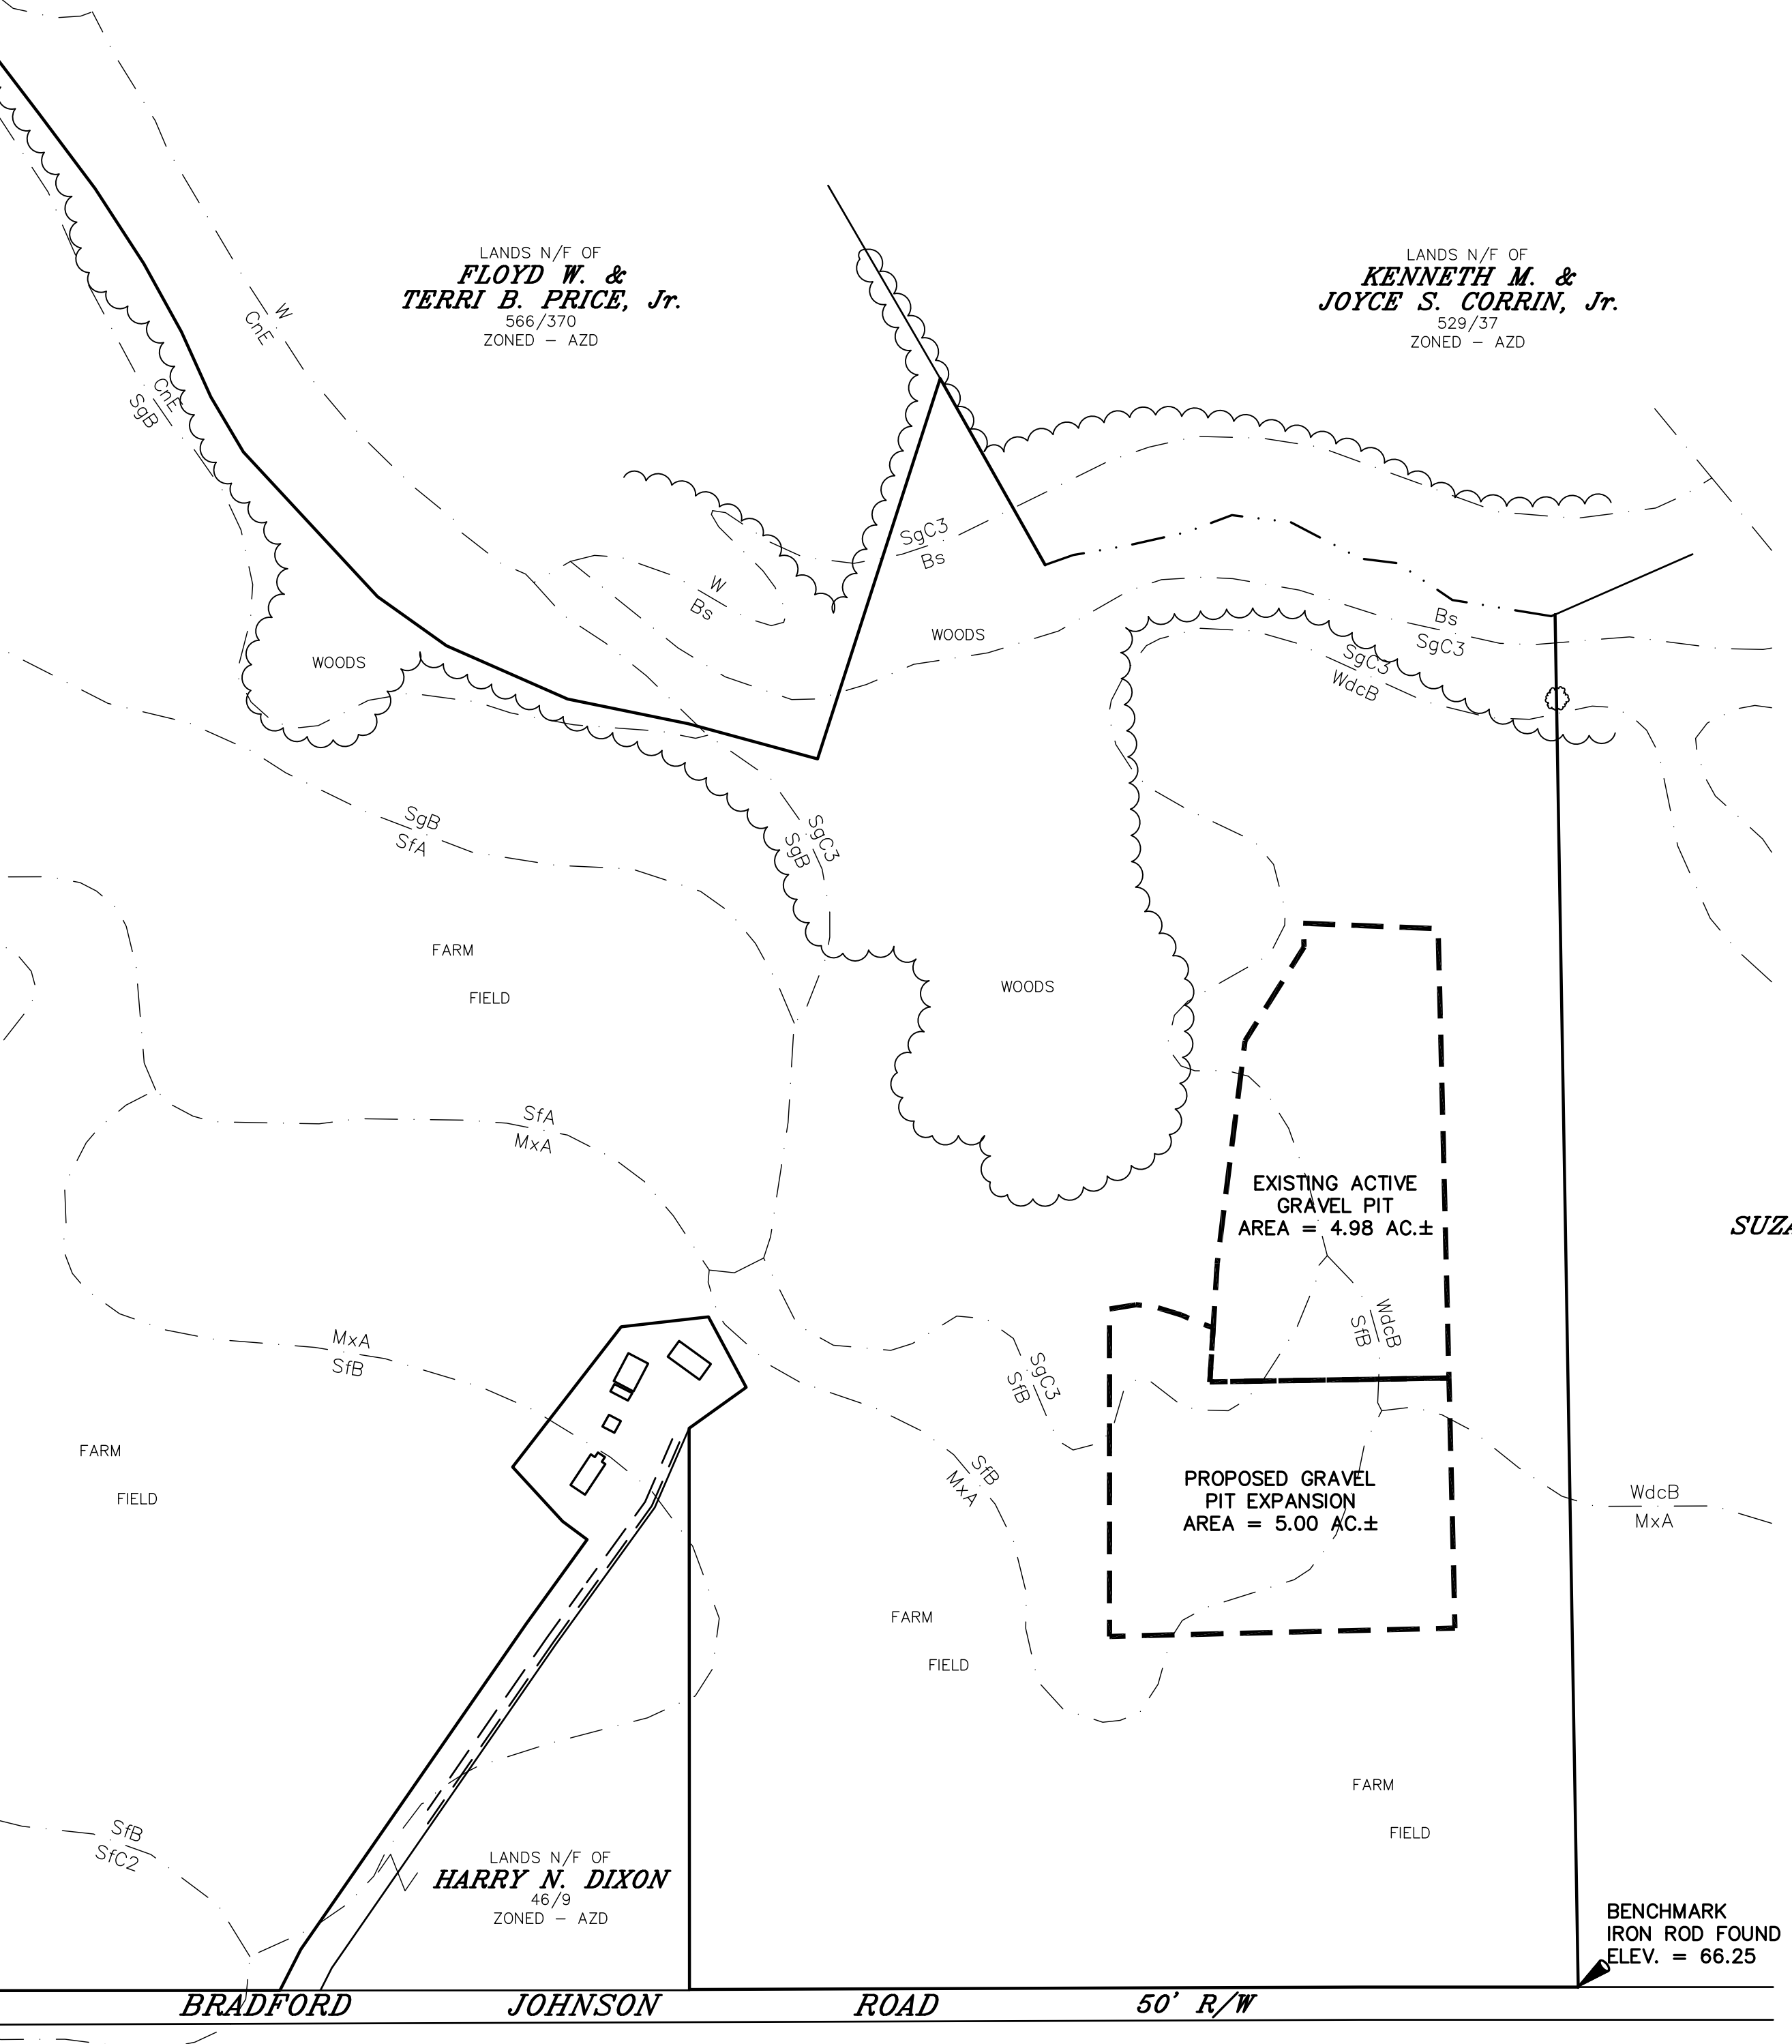 LANDS N/F OF
FLOYD W. &
TERRI B. PRICE, Jr.
566/370
ZONED – AZD
LANDS N/F OF
KENNETH M. &
JOYCE S. CORRIN, Jr.
529/37
ZONED – AZD
W
CnE
CnE
SgB
SgC3
Bs
W
Bs
WOODS
WOODS
Bs
SgC3
SgC3
WdcB
SgB
SfA
SgC3
SgB
FARM
FIELD
WOODS
SfA
MxA
EXISTING ACTIVE
GRAVEL PIT
AREA = 4.98 AC.±
MxA
SfB
WdcB
SfB
SgC3
SfB
FARM
FIELD
SfB
MxA
PROPOSED GRAVEL
PIT EXPANSION
AREA = 5.00 AC.±
WdcB
MxA
FARM
FIELD
FARM
FIELD
SfB
SfC2
LANDS N/F OF
HARRY N. DIXON
46/9
ZONED – AZD
BENCHMARK
IRON ROD FOUND
ELEV. = 66.25
BRADFORD JOHNSON ROAD 50' R/W